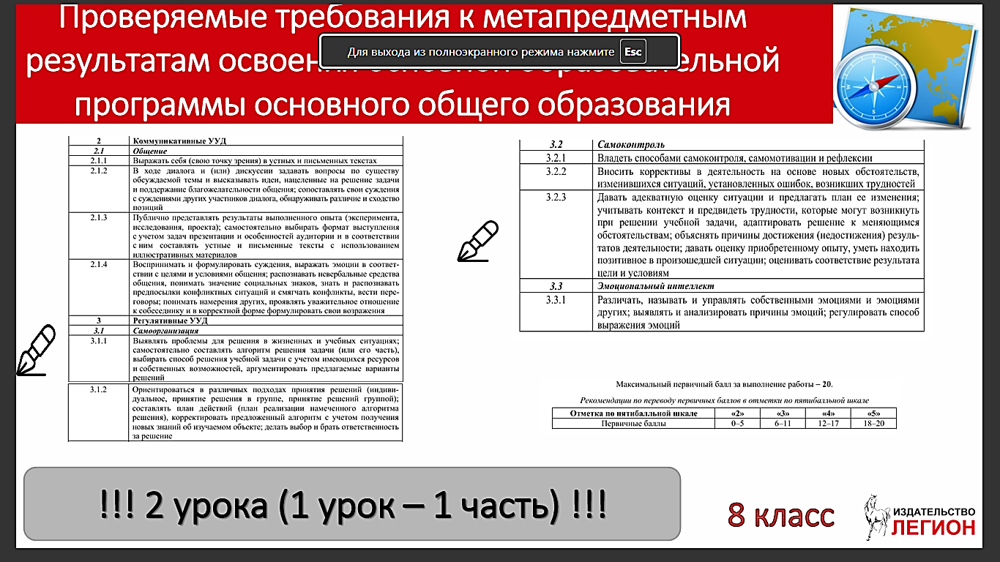 Проверяемые требования к метапредметным
результатам освоения основной образовательной
программы основного общего образования
Для выхода из полноэкранного режима нажмите Esc
2 Коммуникативные УУД
2.1 Общение
2.1.1 Выражать себя (свою точку зрения) в устных и письменных текстах
2.1.2 В ходе диалога и (или) дискуссии задавать вопросы по существу
обсуждаемой темы и высказывать идеи, нацеленные на решение задачи
и поддержание благожелательности общения; сопоставлять свои суждения
с суждениями других участников диалога, обнаруживать различие и сходство
позиций
2.1.3 Публично представлять результаты выполненного опыта (эксперимента,
исследования, проекта); самостоятельно выбирать формат выступления
с учетом задач презентации и особенностей аудитории и в соответствии
с ним составлять устные и письменные тексты с использованием
иллюстративных материалов
2.1.4 Воспринимать и формулировать суждения, выражать эмоции в соответ-
ствии с целями и условиями общения; распознавать невербальные средства
общения, понимать значение социальных знаков, знать и распознавать
предпосылки конфликтных ситуаций и смягчать конфликты, вести пере-
говоры; понимать намерения других, проявлять уважительное отношение
к собеседнику и в корректной форме формулировать свои возражения
3 Регулятивные УУД
3.1 Самоорганизация
3.1.1 Выявлять проблемы для решения в жизненных и учебных ситуациях;
самостоятельно составлять алгоритм решения задачи (или его часть),
выбирать способ решения учебной задачи с учетом имеющихся ресурсов
и собственных возможностей, аргументировать предлагаемые варианты
решений
3.1.2 Ориентироваться в различных подходах принятия решений (индиви-
дуальное, принятие решения в группе, принятие решений группой);
составлять план действий (план реализации намеченного алгоритма
решения), корректировать предложенный алгоритм с учетом получения
новых знаний об изучаемом объекте; делать выбор и брать ответственность
за решение
3.2 Самоконтроль
3.2.1 Владеть способами самоконтроля, самомотивации и рефлексии
3.2.2 Вносить коррективы в деятельность на основе новых обстоятельств,
изменившихся ситуаций, установленных ошибок, возникших трудностей
3.2.3 Давать адекватную оценку ситуации и предлагать план ее изменения;
учитывать контекст и предвидеть трудности, которые могут возникнуть
при решении учебной задачи, адаптировать решение к меняющимся
обстоятельствам; объяснять причины достижения (недостижения) резуль-
татов деятельности; давать оценку приобретенному опыту, уметь находить
позитивное в произошедшей ситуации; оценивать соответствие результата
цели и условиям
3.3 Эмоциональный интеллект
3.3.1 Различать, называть и управлять собственными эмоциями и эмоциями
других; выявлять и анализировать причины эмоций; регулировать способ
выражения эмоций
Максимальный первичный балл за выполнение работы – 20.
Рекомендации по переводу первичных баллов в отметки по пятибалльной шкале
Отметка по пятибалльной шкале «2» «3» «4» «5»
Первичные баллы 0–5 6–11 12–17 18–20
!!! 2 урока (1 урок – 1 часть) !!!
8 класс
ИЗДАТЕЛЬСТВО
ЛЕГИОН